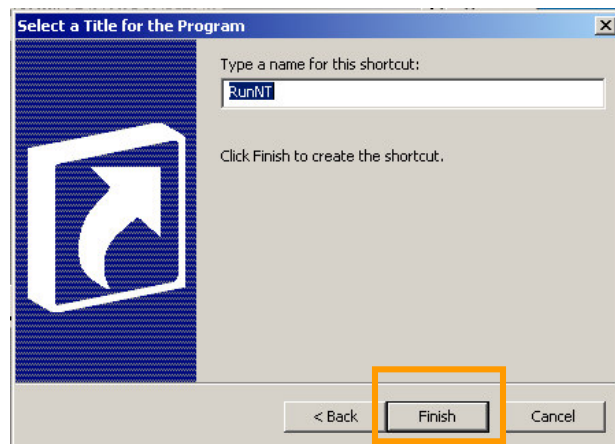 Select a Title for the Program
Type a name for this shortcut:
RunNT
Click Finish to create the shortcut.
< Back
Finish
Cancel